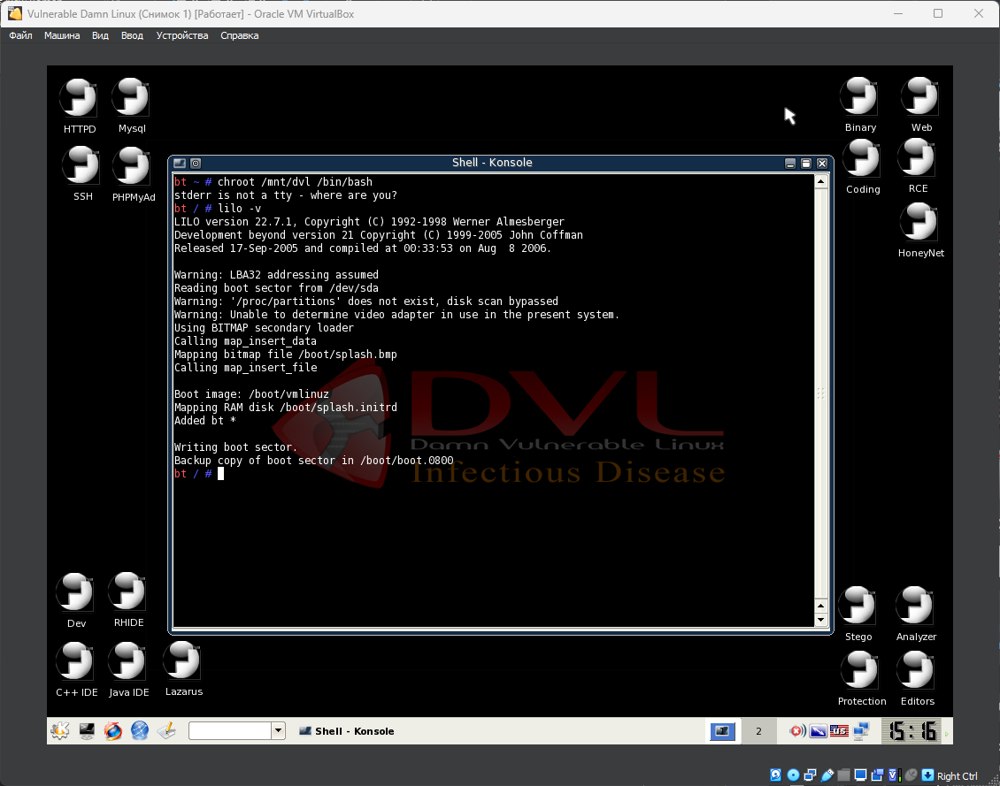 Vulnerable Damn Linux (Снимок 1) [Работает] - Oracle VM VirtualBox
Файл Машина Вид Ввод Устройства Справка
HTTPD Mysql
Binary Web
SSH PHPMyAd
Coding RCE
HoneyNet
Shell - Konsole
bt ~ # chroot /mnt/dvl /bin/bash
stderr is not a tty - where are you?
bt / # lilo -v
LILO version 22.7.1, Copyright (C) 1992-1998 Werner Almesberger
Development beyond version 21 Copyright (C) 1999-2005 John Coffman
Released 17-Sep-2005 and compiled at 00:33:53 on Aug  8 2006.
Warning: LBA32 addressing assumed
Reading boot sector from /dev/sda
Warning: '/proc/partitions' does not exist, disk scan bypassed
Warning: Unable to determine video adapter in use in the present system.
Using BITMAP secondary loader
Calling map_insert_data
Mapping bitmap file /boot/splash.bmp
Calling map_insert_file
Boot image: /boot/vmlinuz
Mapping RAM disk /boot/splash.initrd
Added bt *
Writing boot sector.
Backup copy of boot sector in /boot/boot.0800
bt / #
DVL
Damn Vulnerable Linux
Infectious Disease
Dev RHIDE
Stego Analyzer
C++ IDE Java IDE Lazarus
Protection Editors
Shell - Konsole
2
us
15:16
Right Ctrl